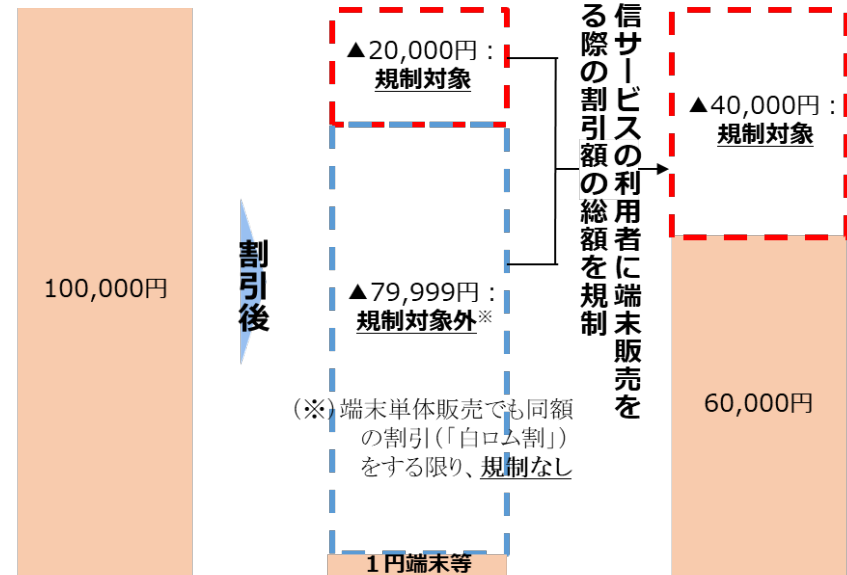 100,000円
割引後
▲20,000円：
規制対象
▲79,999円：
規制対象外※
(※)端末単体販売でも同額
の割引(「白ロム割」)
をする限り、規制なし
１円端末等
信サービスの利用者に端末販売を
る際の割引額の総額を規制
▲40,000円：
規制対象
60,000円